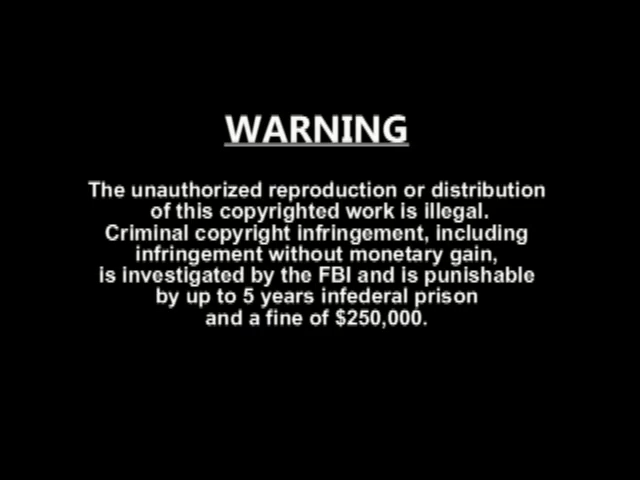 WARNING
The unauthorized reproduction or distribution
of this copyrighted work is illegal.
Criminal copyright infringement, including
infringement without monetary gain,
is investigated by the FBI and is punishable
by up to 5 years infederal prison
and a fine of $250,000.